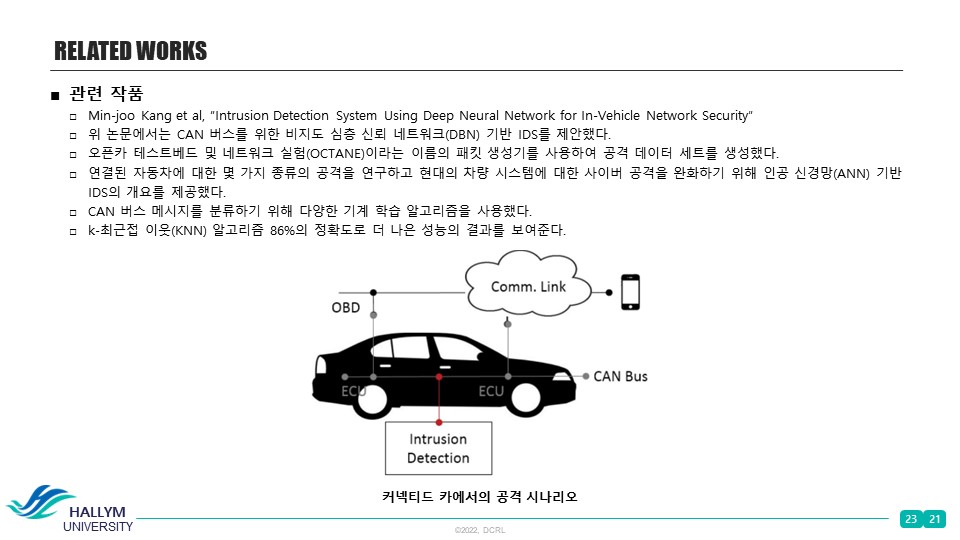 RELATED WORKS
■ 관련 작품
□ Min-joo Kang et al, “Intrusion Detection System Using Deep Neural Network for In-Vehicle Network Security”
□ 위 논문에서는 CAN 버스를 위한 비지도 심층 신뢰 네트워크(DBN) 기반 IDS를 제안했다.
□ 오픈카 테스트베드 및 네트워크 실험(OCTANE)이라는 이름의 패킷 생성기를 사용하여 공격 데이터 세트를 생성했다.
□ 연결된 자동차에 대한 몇 가지 종류의 공격을 연구하고 현대의 차량 시스템에 대한 사이버 공격을 완화하기 위해 인공 신경망(ANN) 기반
IDS의 개요를 제공했다.
□ CAN 버스 메시지를 분류하기 위해 다양한 기계 학습 알고리즘을 사용했다.
□ k-최근접 이웃(KNN) 알고리즘 86%의 정확도로 더 나은 성능의 결과를 보여준다.
Comm. Link
OBD
CAN Bus
ECU
ECU
Intrusion
Detection
커넥티드 카에서의 공격 시나리오
HALLYM
UNIVERSITY
©2022, DCRL
23 21